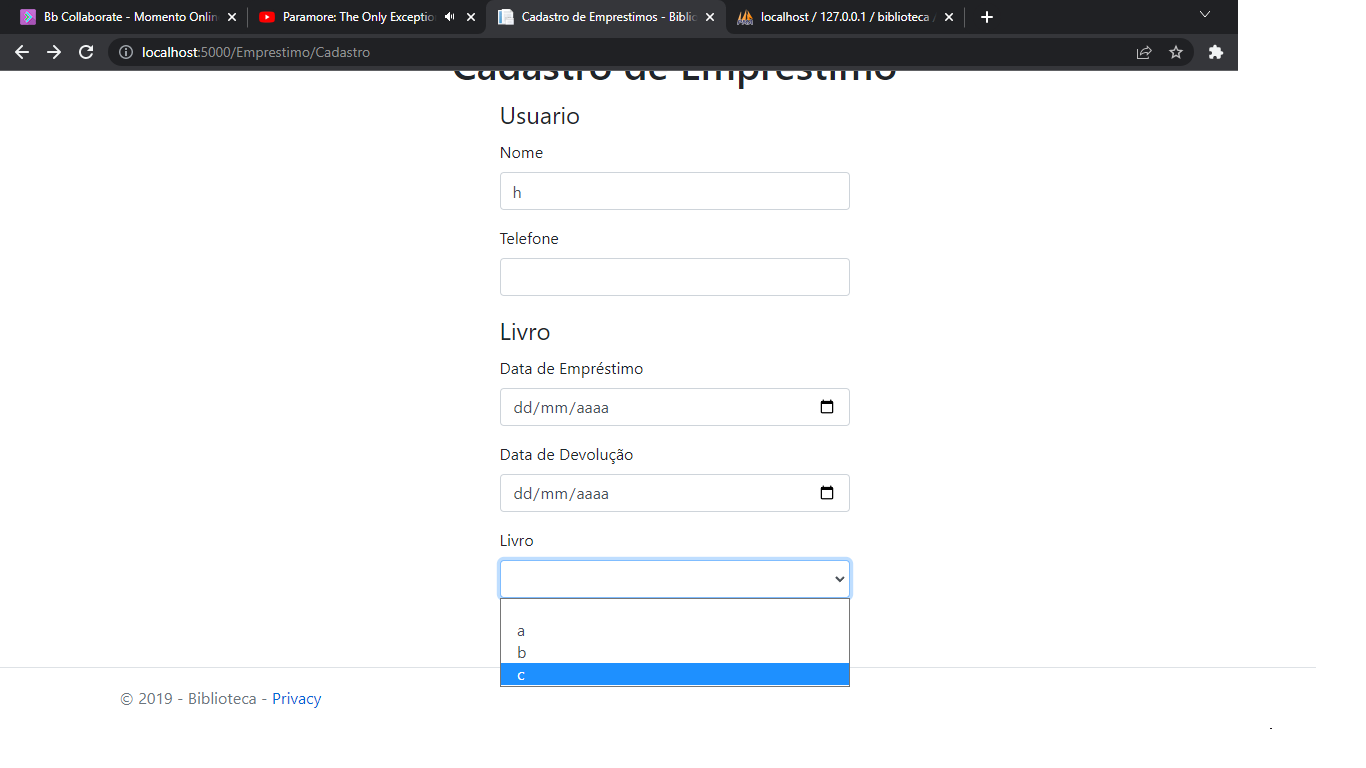 Bb Collaborate - Momento Onlin
Paramore: The Only Exceptio
Cadastro de Emprestimos - Biblic
localhost / 127.0.0.1 / biblioteca /
localhost:5000/Emprestimo/Cadastro
Cadastro de Empréstimo
Usuario
Nome
h
Telefone
Livro
Data de Empréstimo
dd/mm/aaaa
Data de Devolução
dd/mm/aaaa
Livro
a
b
c
© 2019 - Biblioteca - Privacy